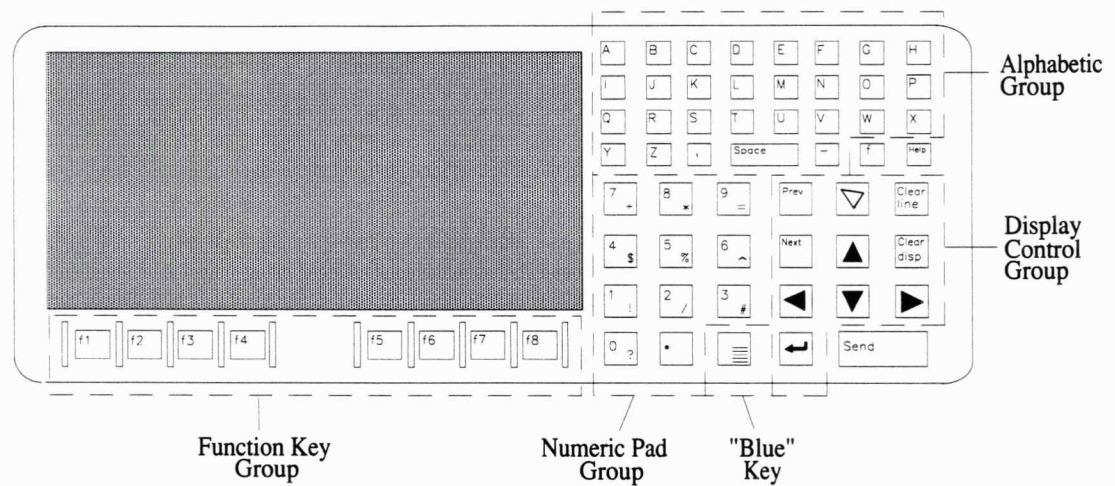 A B C D E F G H
I J K L M N O P
Q R S T U V W X
Y Z , Space – f Help
Alphabetic
Group
7 + 8 * 9 = Prev Clear
line
4 $ 5 % 6 ^ Next Clear
disp
1 ! 2 / 3 #
Display
Control
Group
f1 f2 f3 f4 f5 f6 f7 f8
0 ? . Send
Function Key
Group
Numeric Pad
Group
"Blue"
Key